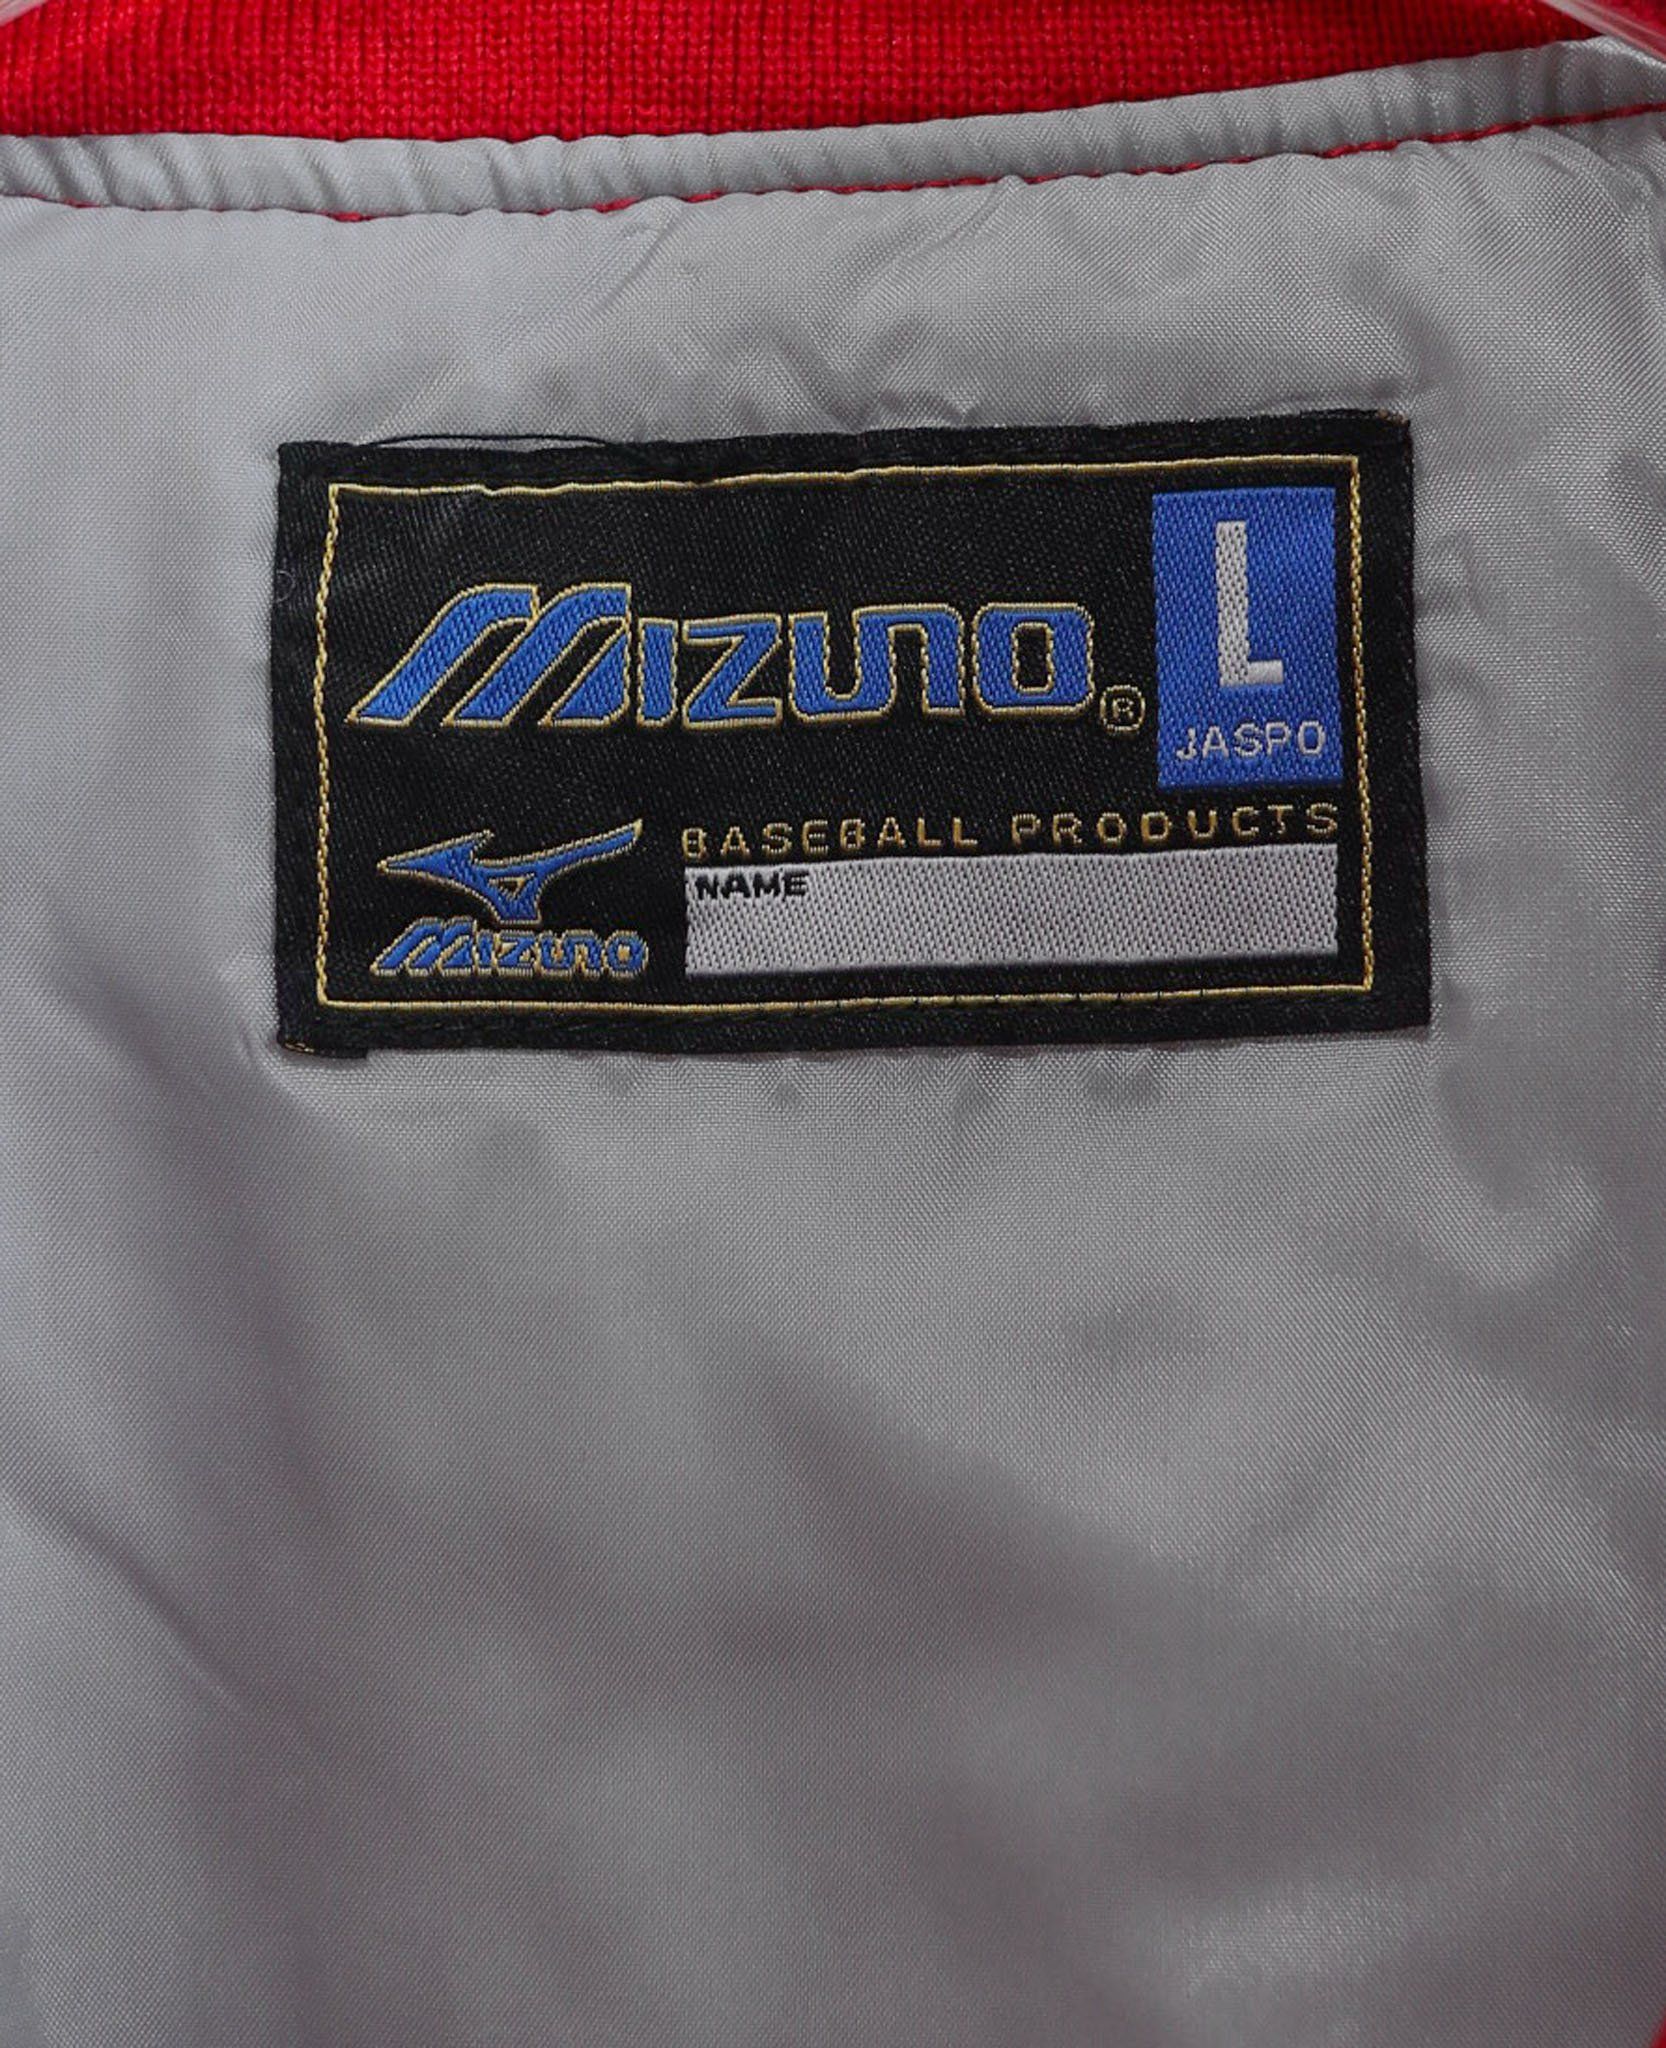 MIZUNO®
L
JASPO
BASEBALL PRODUCTS
NAME
MIZUNO